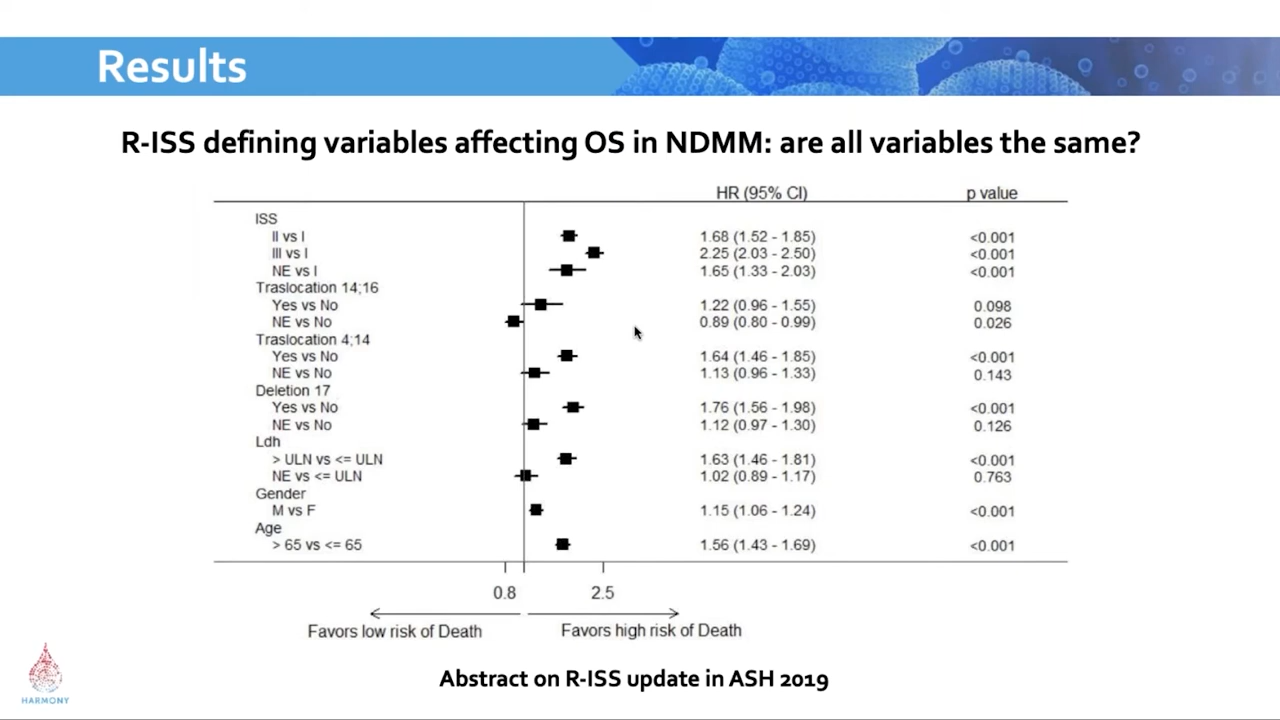 Results
R-ISS defining variables affecting OS in NDMM: are all variables the same?
HR (95% CI) p value
ISS
II vs I 1.68 (1.52 - 1.85) <0.001
III vs I 2.25 (2.03 - 2.50) <0.001
NE vs I 1.65 (1.33 - 2.03) <0.001
Traslocation 14;16
Yes vs No 1.22 (0.96 - 1.55) 0.098
NE vs No 0.89 (0.80 - 0.99) 0.026
Traslocation 4;14
Yes vs No 1.64 (1.46 - 1.85) <0.001
NE vs No 1.13 (0.96 - 1.33) 0.143
Deletion 17
Yes vs No 1.76 (1.56 - 1.98) <0.001
NE vs No 1.12 (0.97 - 1.30) 0.126
Ldh
> ULN vs <= ULN 1.63 (1.46 - 1.81) <0.001
NE vs <= ULN 1.02 (0.89 - 1.17) 0.763
Gender
M vs F 1.15 (1.06 - 1.24) <0.001
Age
> 65 vs <= 65 1.56 (1.43 - 1.69) <0.001
0.8 2.5
Favors low risk of Death Favors high risk of Death
Abstract on R-ISS update in ASH 2019
HARMONY